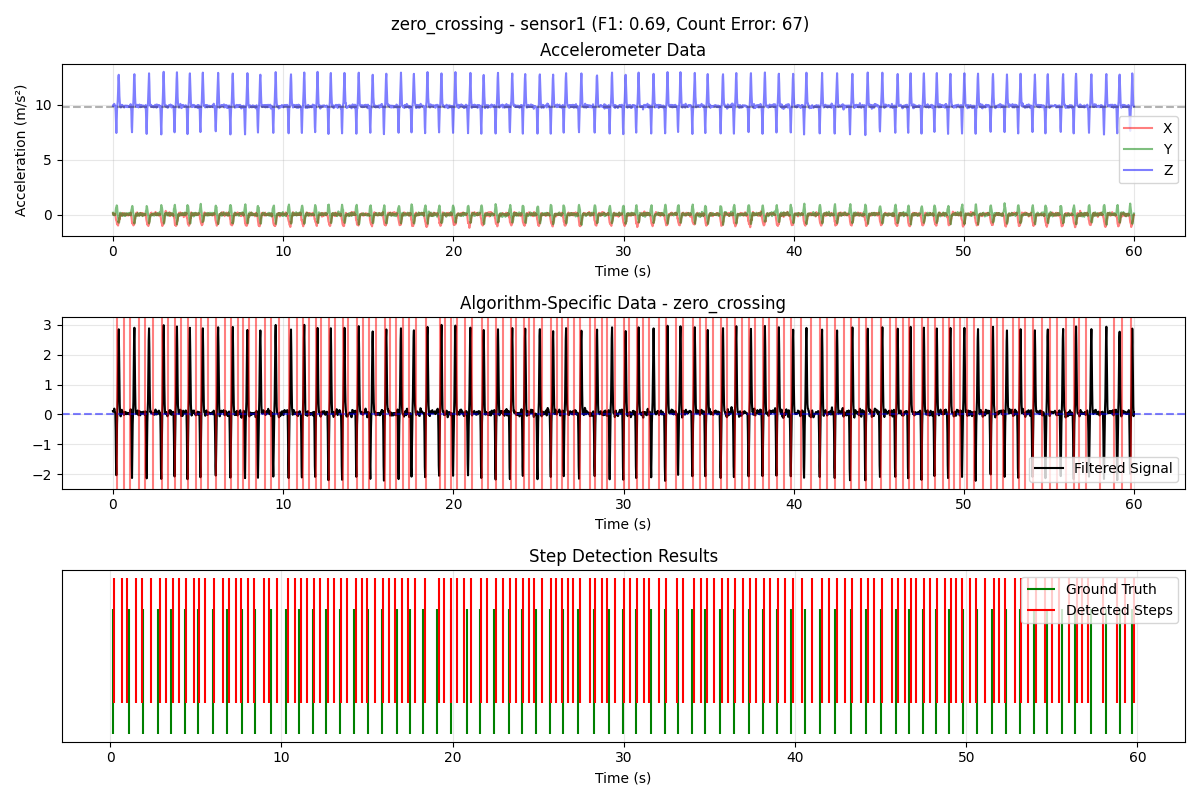 zero_crossing - sensor1 (F1: 0.69, Count Error: 67)
Accelerometer Data
Acceleration (m/s²)
10
5
0
X
Y
Z
0 10 20 30 40 50 60
Time (s)
Algorithm-Specific Data - zero_crossing
3
2
1
0
−1
−2
Filtered Signal
0 10 20 30 40 50 60
Time (s)
Step Detection Results
Ground Truth
Detected Steps
0 10 20 30 40 50 60
Time (s)